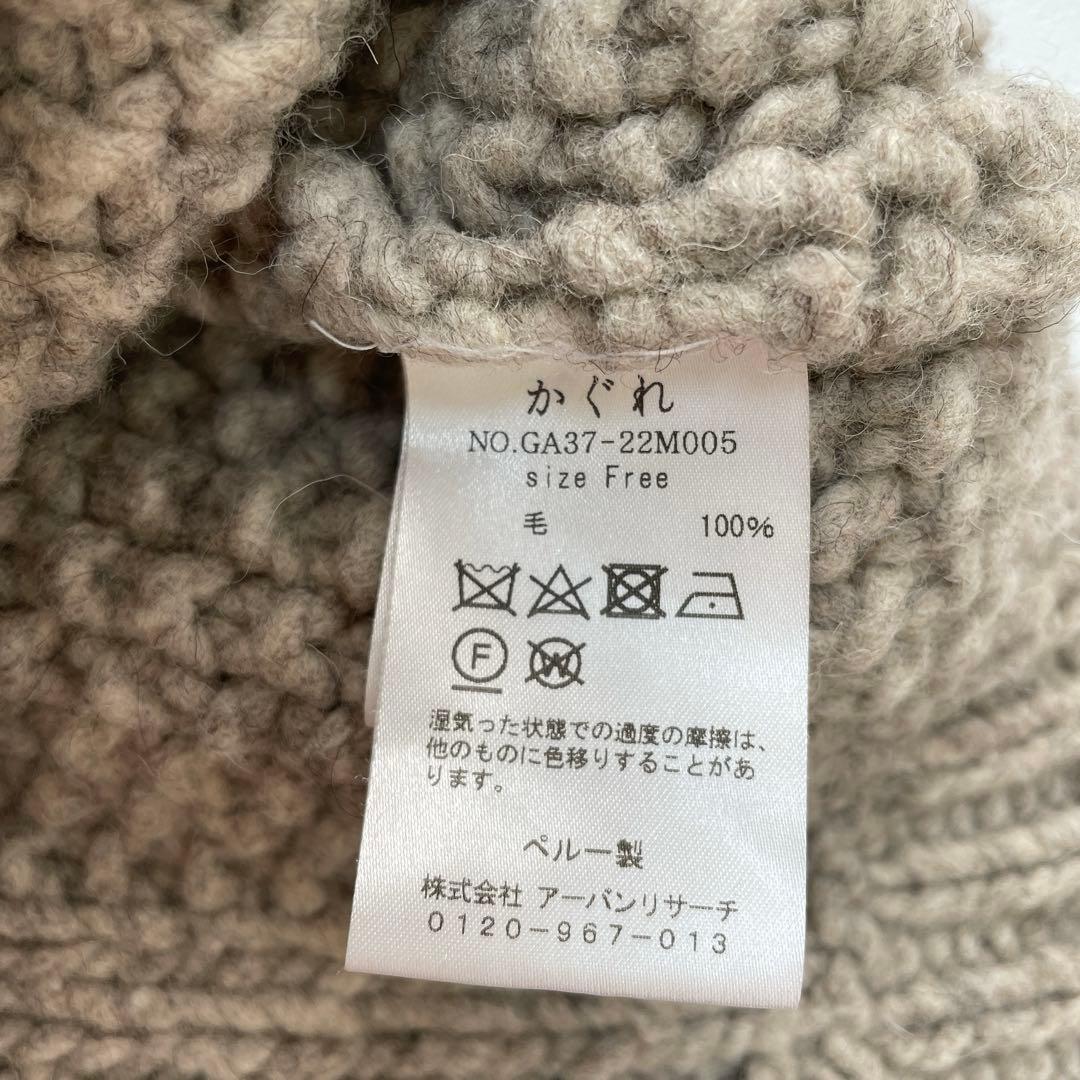 かぐれ
NO.GA37-22M005
size Free
毛 100%
F W
湿気った状態での過度の摩擦は、
他のものに色移りすることがあ
ります。
ペルー製
株式会社 アーバンリサーチ
0120-967-013